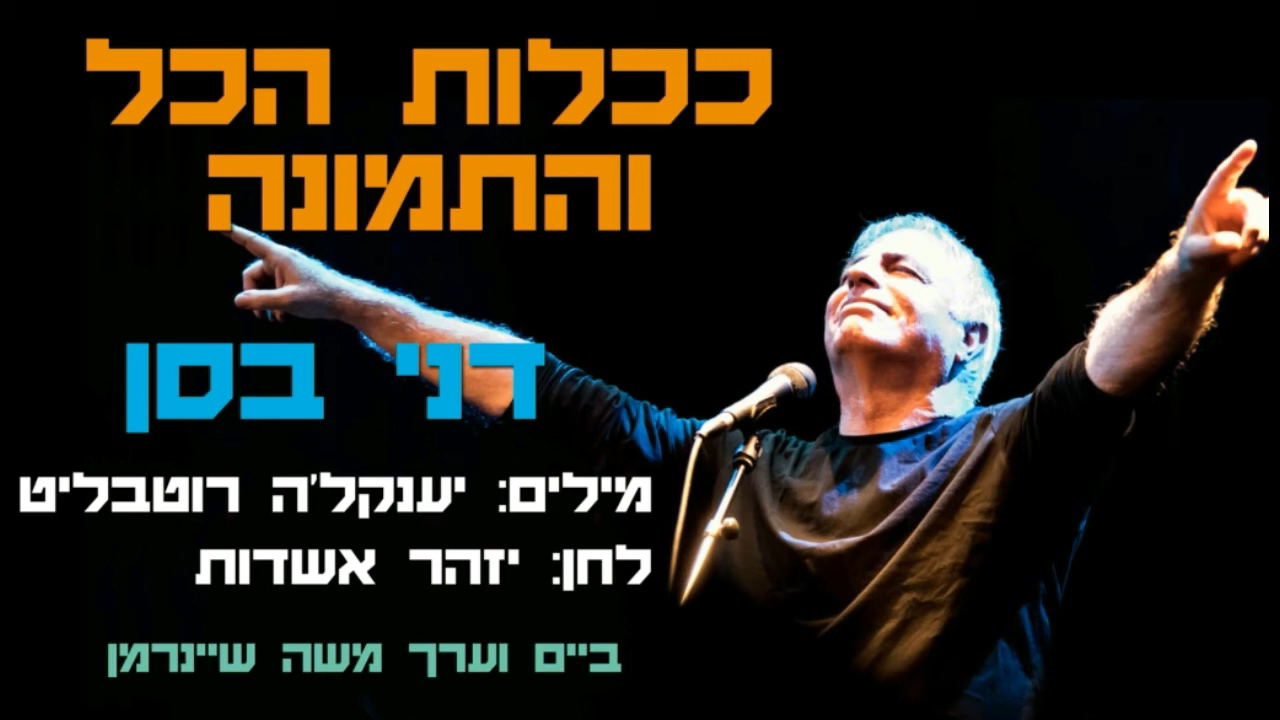 ככלות הכל
והתמונה
דני בסן
מילים: יענקל'ה רוטבליט
לחן: יזהר אשדות
ביים וערך משה שיינרמן